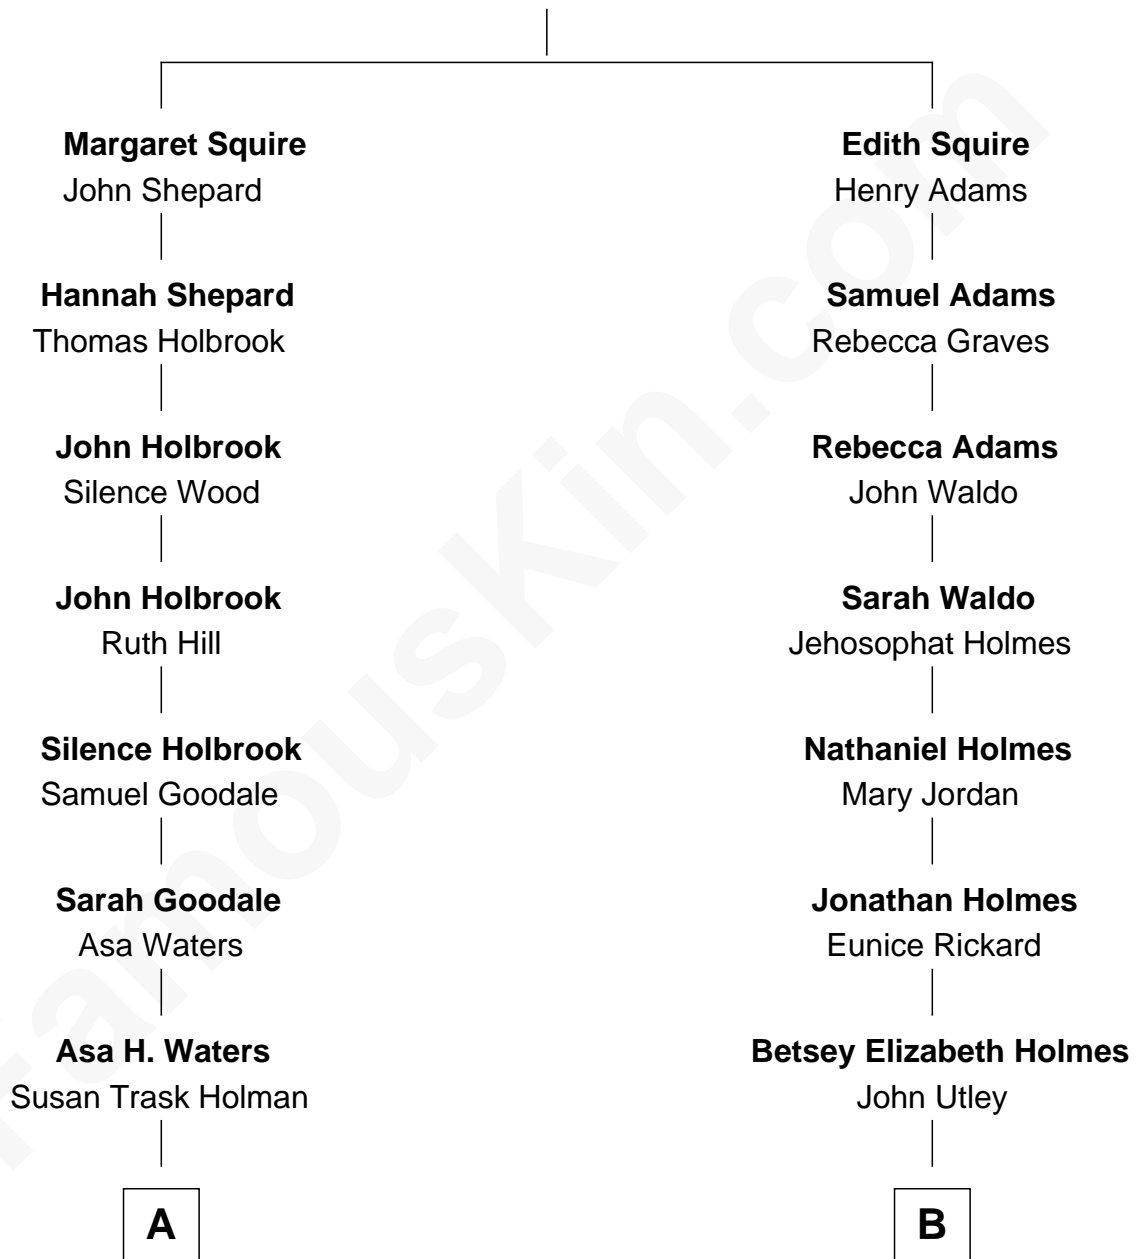 Margaret Squire
John Shepard
Hannah Shepard
Thomas Holbrook
John Holbrook
Silence Wood
John Holbrook
Ruth Hill
Silence Holbrook
Samuel Goodale
Sarah Goodale
Asa Waters
Asa H. Waters
Susan Trask Holman
A
Edith Squire
Henry Adams
Samuel Adams
Rebecca Graves
Rebecca Adams
John Waldo
Sarah Waldo
Jehosophat Holmes
Nathaniel Holmes
Mary Jordan
Jonathan Holmes
Eunice Rickard
Betsey Elizabeth Holmes
John Utley
B
FamousKin.com